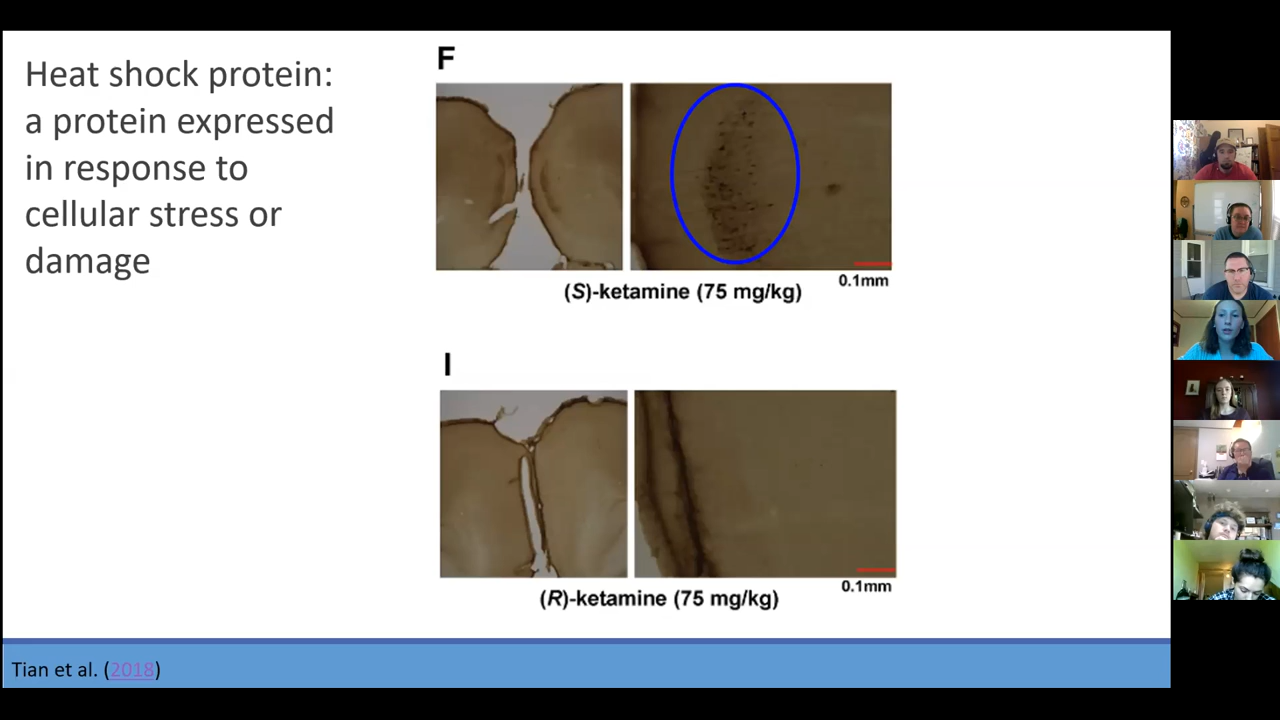 Heat shock protein:
a protein expressed
in response to
cellular stress or
damage
F
0.1mm
(S)-ketamine (75 mg/kg)
I
0.1mm
(R)-ketamine (75 mg/kg)
Tian et al. (2018)